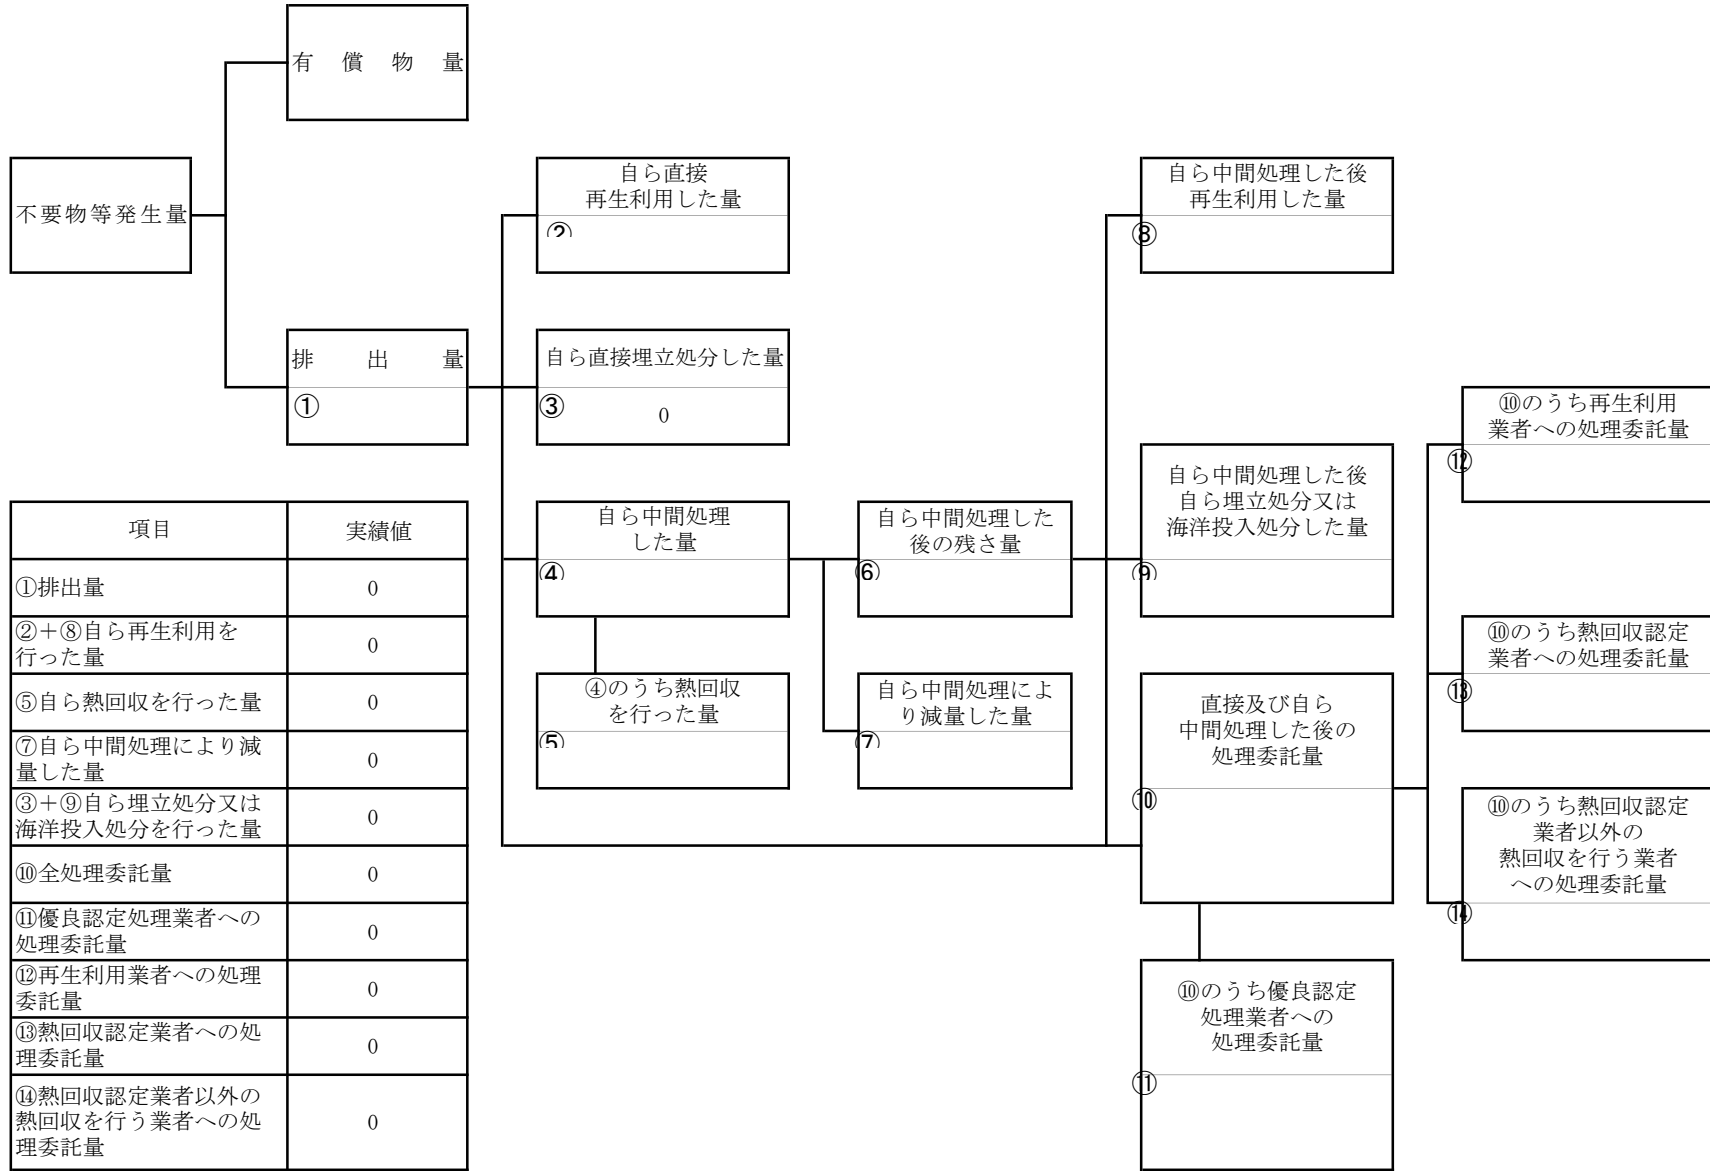 有償物量
不要物等発生量
排出量
①
自ら直接
再生利用した量
②
自ら直接埋立処分した量
③
0
自ら中間処理
した量
④
④のうち熱回収
を行った量
⑤
自ら中間処理した
後の残さ量
⑥
自ら中間処理によ
り減量した量
⑦
自ら中間処理した後
再生利用した量
⑧
自ら中間処理した後
自ら埋立処分又は
海洋投入処分した量
⑨
直接及び自ら
中間処理した後の
処理委託量
⑩
⑩のうち優良認定
処理業者への
処理委託量
⑪
⑩のうち再生利用
業者への処理委託量
⑫
⑩のうち熱回収認定
業者への処理委託量
⑬
⑩のうち熱回収認定
業者以外の
熱回収を行う業者
への処理委託量
⑭
項目 実績値
①排出量 0
②+⑧自ら再生利用を
行った量 0
⑤自ら熱回収を行った量 0
⑦自ら中間処理により減
量した量 0
③+⑨自ら埋立処分又は
海洋投入処分を行った量 0
⑩全処理委託量 0
⑪優良認定処理業者への
処理委託量 0
⑫再生利用業者への処理
委託量 0
⑬熱回収認定業者への処
理委託量 0
⑭熱回収認定業者以外の
熱回収を行う業者への処
理委託量 0